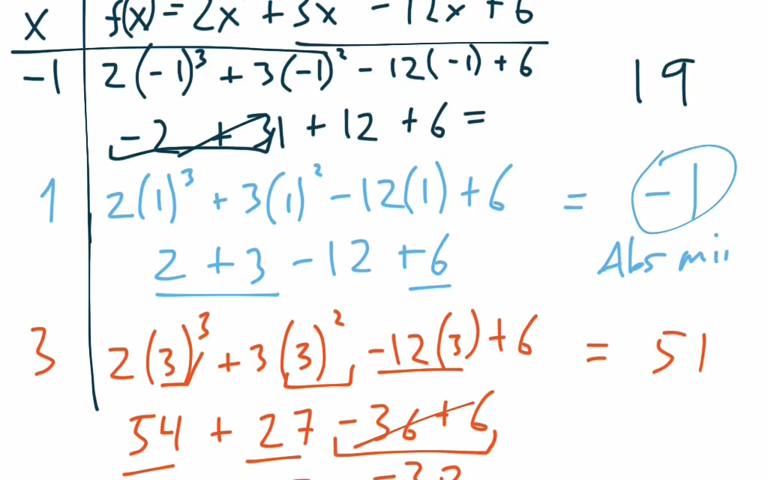 x f(x) = 2x + 3x - 12x + 6
-1 2(-1)³ + 3(-1)² - 12(-1) + 6 19
-2 + 3 1 + 12 + 6 =
1 2(1)³ + 3(1)² - 12(1) + 6 = -1
2 + 3 - 12 + 6 Abs mi
3 2(3)³ + 3(3)² - 12(3) + 6 = 51
54 + 27 - 36 + 6